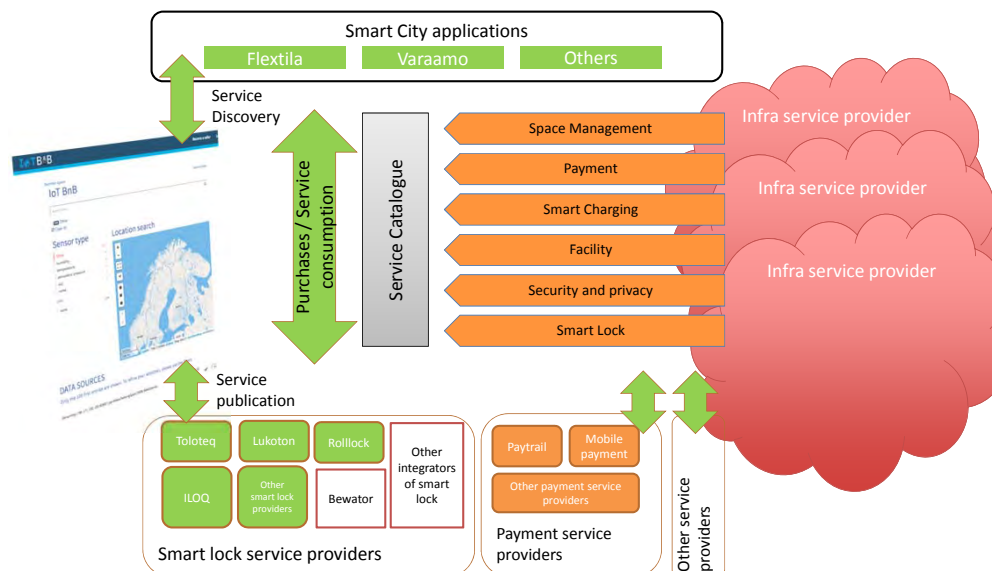 Smart City applications
Flextila
Varaamo
Others
Service
Discovery
IoTBnB
IoT BnB
Sensor type
Location search
DATA SOURCES
Purchases / Service
consumption
Service Catalogue
Space Management
Payment
Smart Charging
Facility
Security and privacy
Smart Lock
Infra service provider
Infra service provider
Infra service provider
Service
publication
Toloteq
Lukoton
Rolllock
Other
integrators
of smart
lock
ILOQ
Other
smart lock
providers
Bewator
Smart lock service providers
Paytrail
Mobile
payment
Other payment service
providers
Payment service
providers
Other service
providers